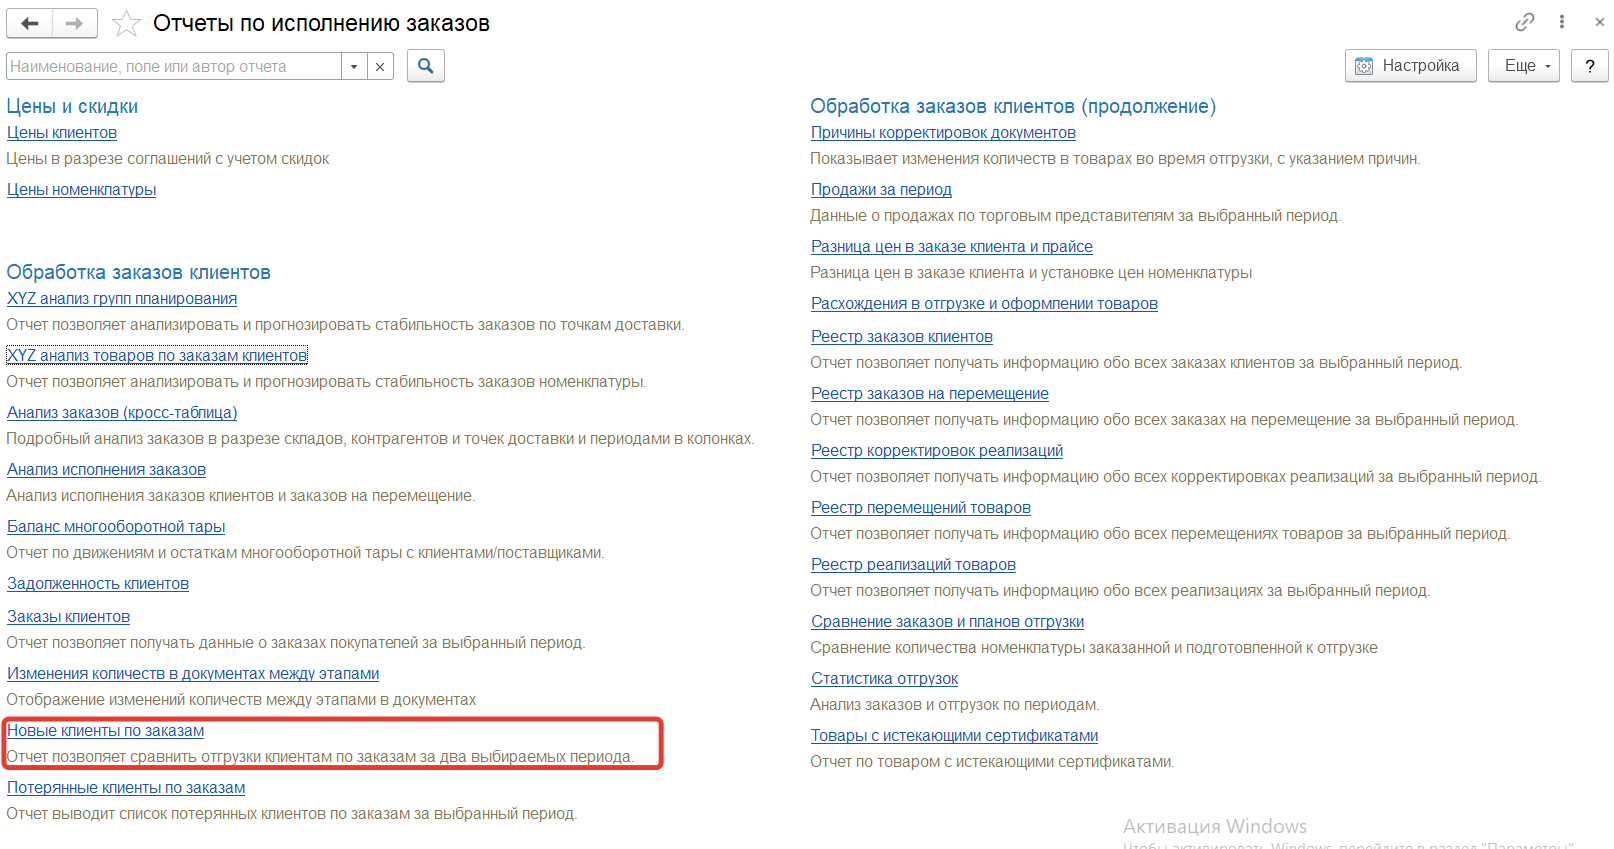 Отчеты по исполнению заказов
Наименование, поле или автор отчета
Настройка
Еще
?
Цены и скидки
Цены клиентов
Цены в разрезе соглашений с учетом скидок
Цены номенклатуры
Обработка заказов клиентов
XYZ анализ групп планирования
Отчет позволяет анализировать и прогнозировать стабильность заказов по точкам доставки.
XYZ анализ товаров по заказам клиентов
Отчет позволяет анализировать и прогнозировать стабильность заказов номенклатуры.
Анализ заказов (кросс-таблица)
Подробный анализ заказов в разрезе складов, контрагентов и точек доставки и периодами в колонках.
Анализ исполнения заказов
Анализ исполнения заказов клиентов и заказов на перемещение.
Баланс многооборотной тары
Отчет по движениям и остаткам многооборотной тары с клиентами/поставщиками.
Задолженность клиентов
Заказы клиентов
Отчет позволяет получать данные о заказах покупателей за выбранный период.
Изменения количеств в документах между этапами
Отображение изменений количеств между этапами в документах
Новые клиенты по заказам
Отчет позволяет сравнить отгрузки клиентам по заказам за два выбираемых периода.
Потерянные клиенты по заказам
Отчет выводит список потерянных клиентов по заказам за выбранный период.
Обработка заказов клиентов (продолжение)
Причины корректировок документов
Показывает изменения количеств в товарах во время отгрузки, с указанием причин.
Продажи за период
Данные о продажах по торговым представителям за выбранный период.
Разница цен в заказе клиента и прайсе
Разница цен в заказе клиента и установке цен номенклатуры
Расхождения в отгрузке и оформлении товаров
Реестр заказов клиентов
Отчет позволяет получать информацию обо всех заказах клиентов за выбранный период.
Реестр заказов на перемещение
Отчет позволяет получать информацию обо всех заказах на перемещение за выбранный период.
Реестр корректировок реализаций
Отчет позволяет получать информацию обо всех корректировках реализаций за выбранный период.
Реестр перемещений товаров
Отчет позволяет получать информацию обо всех перемещениях товаров за выбранный период.
Реестр реализаций товаров
Отчет позволяет получать информацию обо всех реализациях за выбранный период.
Сравнение заказов и планов отгрузки
Сравнение количества номенклатуры заказанной и подготовленной к отгрузке
Статистика отгрузок
Анализ заказов и отгрузок по периодам.
Товары с истекающими сертификатами
Отчет по товаром с истекающими сертификатами.
Активация Windows
Чтобы активировать Windows, перейдите в раздел "Параметры".